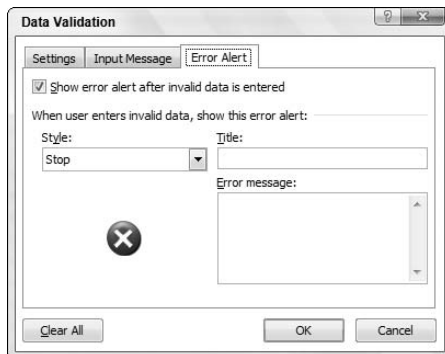 Data Validation
Settings Input Message Error Alert
Show error alert after invalid data is entered
When user enters invalid data, show this error alert:
Style: Title:
Stop
Error message:
Clear All OK Cancel